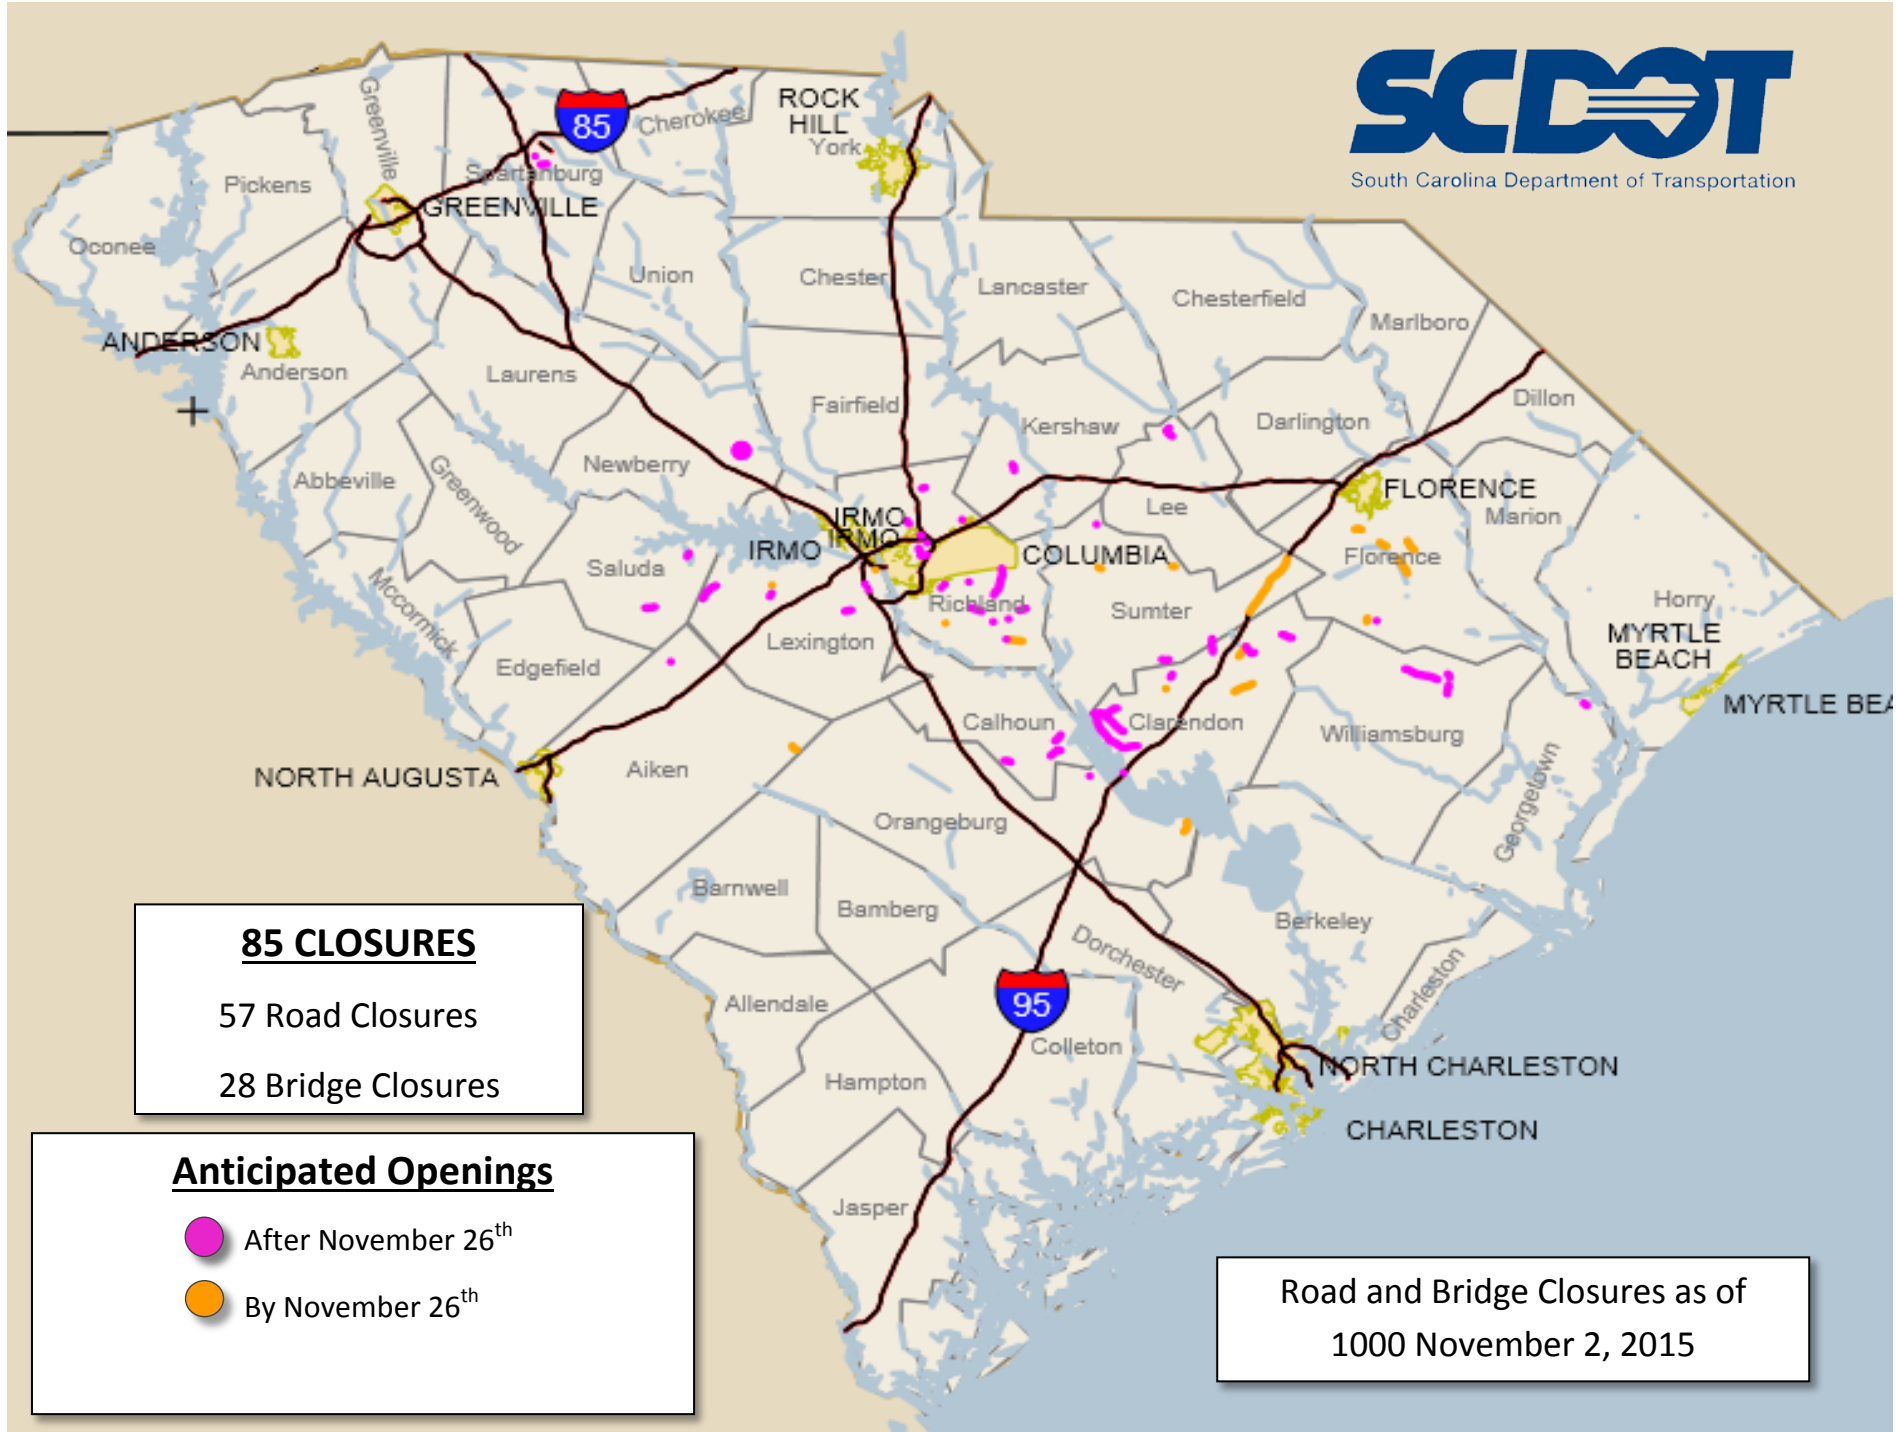 SCDOT
South Carolina Department of Transportation
85
Cherokee
ROCK
HILL
York
Greenville
Pickens
Spartanburg
GREENVILLE
Oconee
Union
Chester
Lancaster
Chesterfield
Marlboro
ANDERSON
Anderson
Laurens
Fairfield
Kershaw
Darlington
Dillon
Abbeville
Greenwood
Newberry
Lee
FLORENCE
Marion
IRMO
IRMO
IRMO
COLUMBIA
Florence
Saluda
Mccormick
Richland
Sumter
Horry
MYRTLE
BEACH
Edgefield
Lexington
MYRTLE BEA
Calhoun
Clarendon
Williamsburg
Georgetown
NORTH AUGUSTA
Aiken
Orangeburg
Barnwell
Bamberg
Berkeley
Dorchester
Charleston
Allendale
95
Colleton
Hampton
NORTH CHARLESTON
CHARLESTON
Jasper
85 CLOSURES
57 Road Closures
28 Bridge Closures
Anticipated Openings
After November 26th
By November 26th
Road and Bridge Closures as of
1000 November 2, 2015